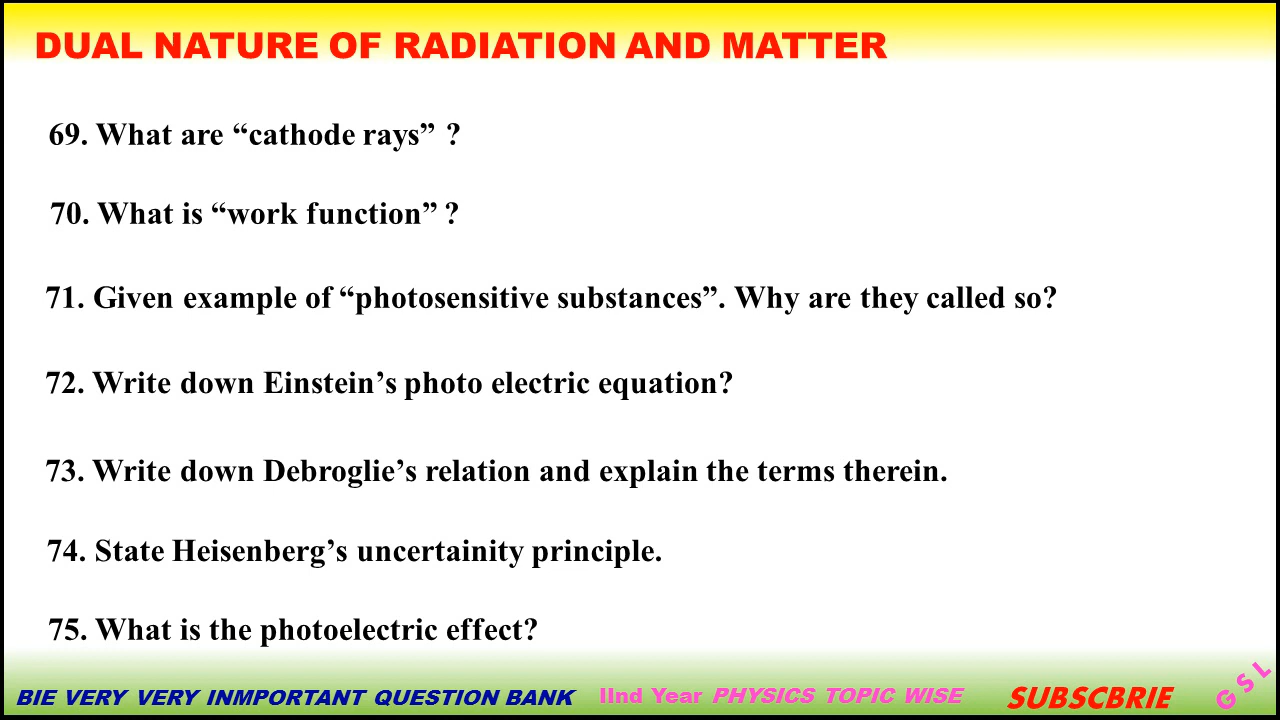 DUAL NATURE OF RADIATION AND MATTER
69. What are “cathode rays” ?
70. What is “work function” ?
71. Given example of “photosensitive substances”. Why are they called so?
72. Write down Einstein’s photo electric equation?
73. Write down Debroglie’s relation and explain the terms therein.
74. State Heisenberg’s uncertainity principle.
75. What is the photoelectric effect?
BIE VERY VERY INMPORTANT QUESTION BANK IInd Year PHYSICS TOPIC WISE SUBSCBRIE GSL